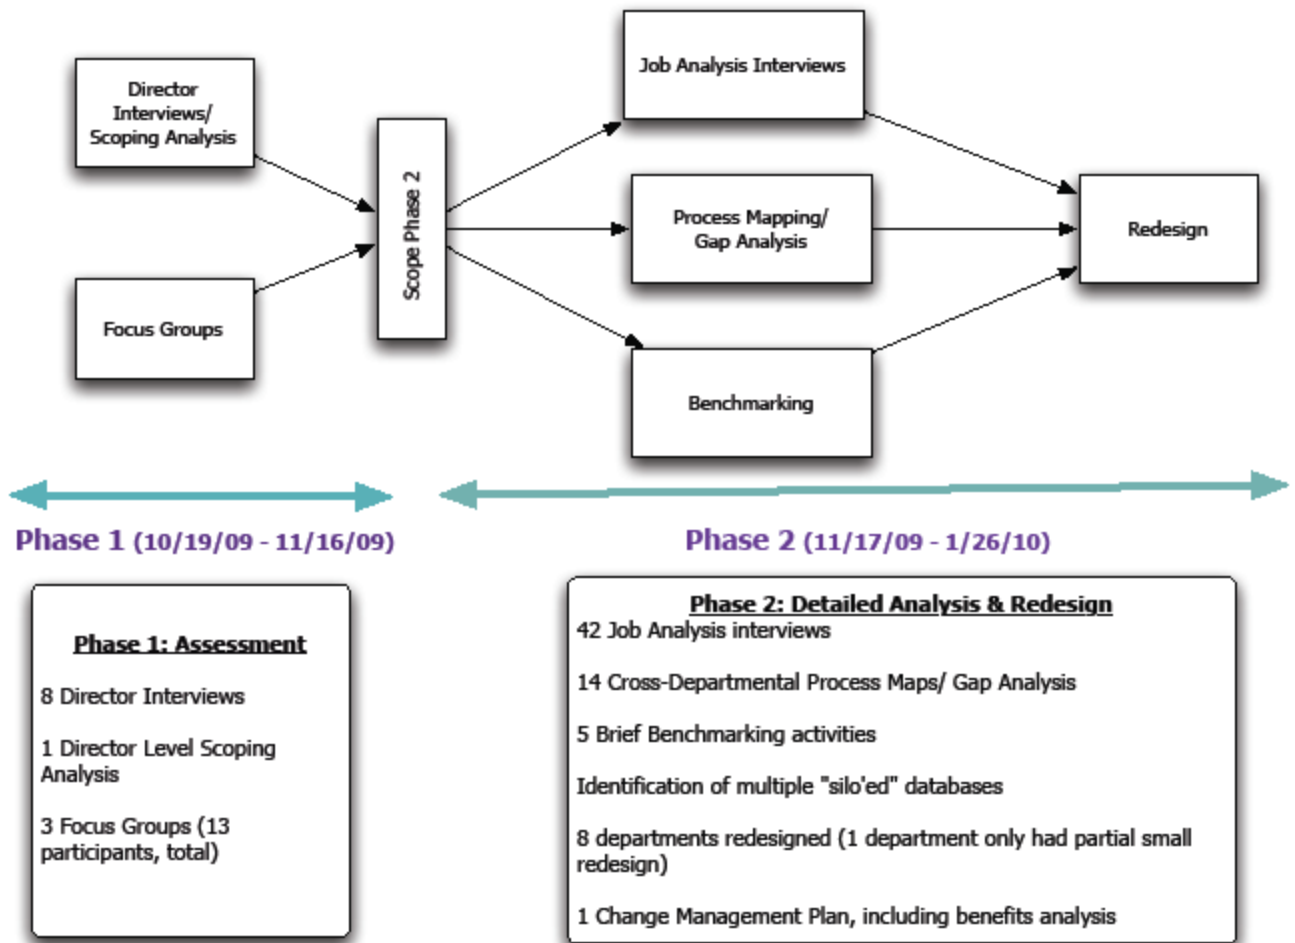 Director
Interviews/
Scoping Analysis
Focus Groups
Scope Phase 2
Job Analysis Interviews
Process Mapping/
Gap Analysis
Benchmarking
Redesign
Phase 1 (10/19/09 - 11/16/09)
Phase 2 (11/17/09 - 1/26/10)
Phase 1: Assessment
8 Director Interviews
1 Director Level Scoping
Analysis
3 Focus Groups (13
participants, total)
Phase 2: Detailed Analysis & Redesign
42 Job Analysis interviews
14 Cross-Departmental Process Maps/ Gap Analysis
5 Brief Benchmarking activities
Identification of multiple "silo'ed" databases
8 departments redesigned (1 department only had partial small
redesign)
1 Change Management Plan, including benefits analysis